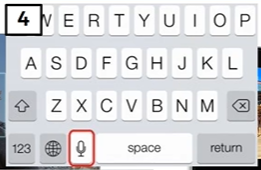 4 W E R T Y U I O P
A S D F G H J K L
Z X C V B N M
123 space return